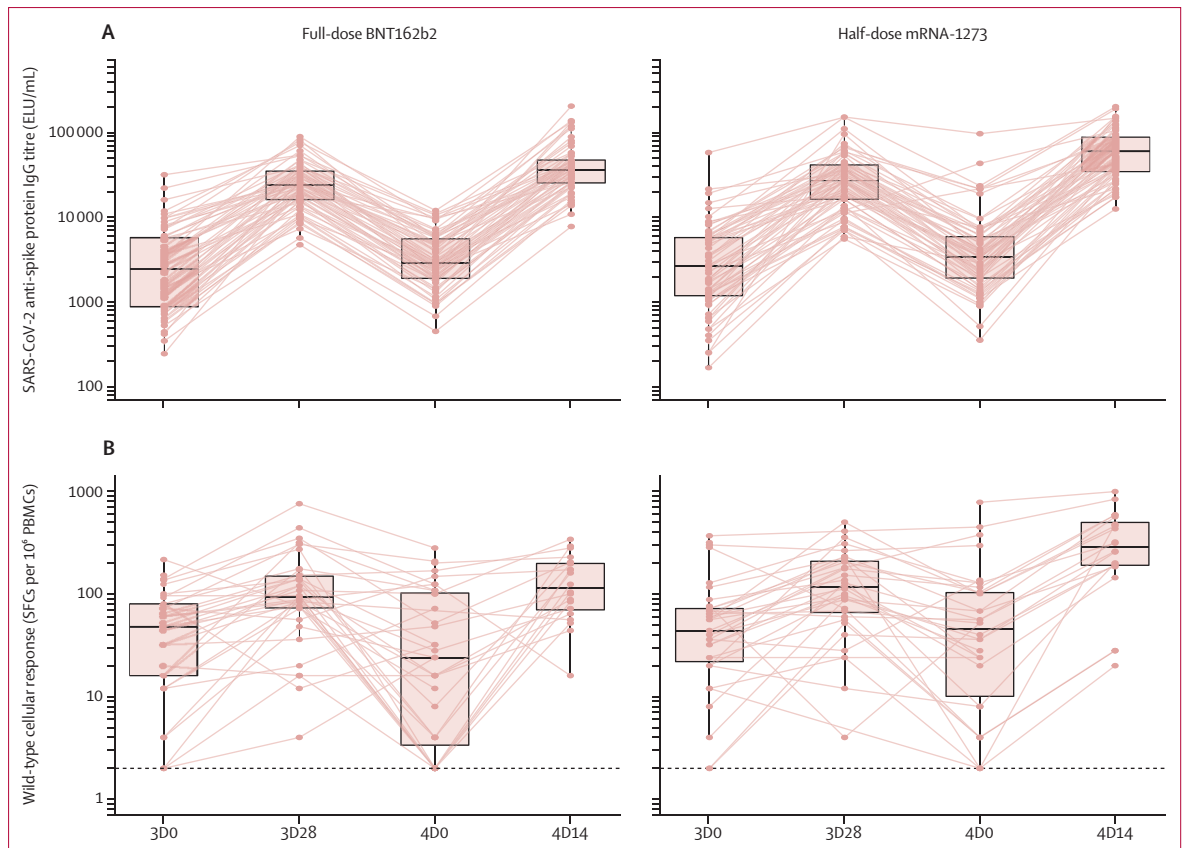 A
Full-dose BNT162b2
Half-dose mRNA-1273
SARS-CoV-2 anti-spike protein IgG titre (ELU/mL)
100 000
10 000
1000
100
B
Wild-type cellular response (SFCs per 10⁶ PBMCs)
1000
100
10
1
3D0 3D28 4D0 4D14
3D0 3D28 4D0 4D14